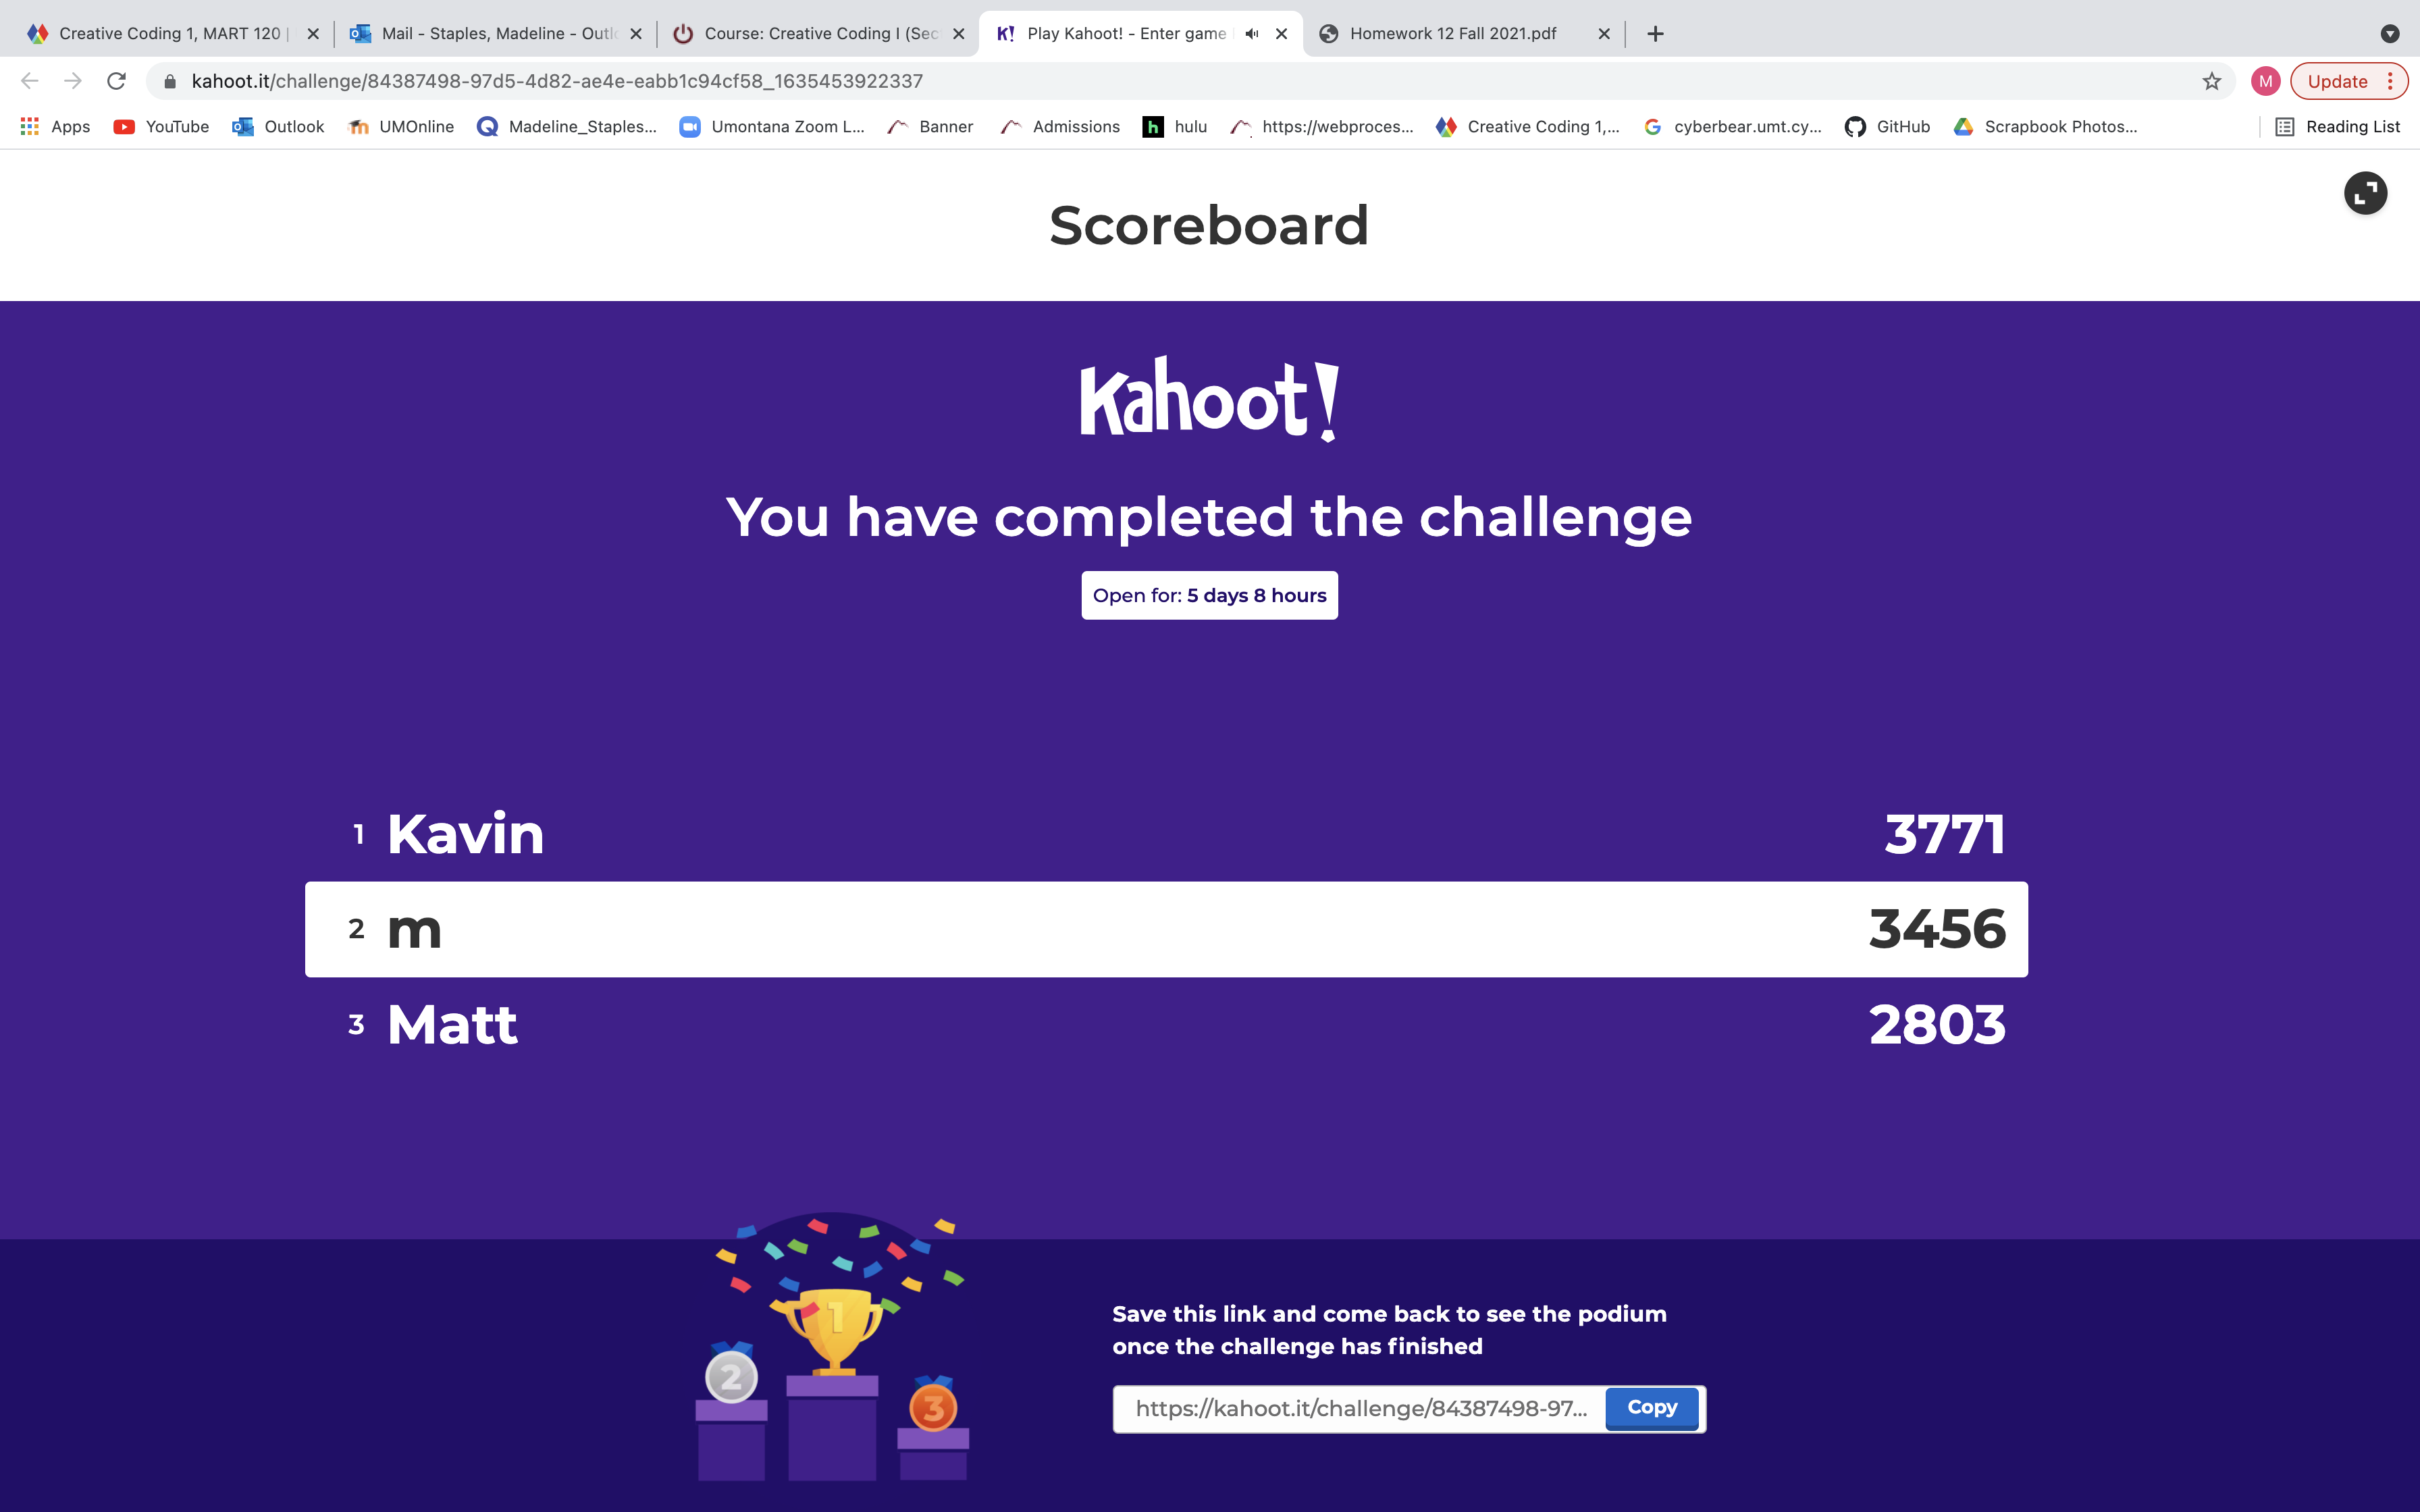 Creative Coding 1, MART 120 |
Mail - Staples, Madeline - Outlo
Course: Creative Coding I (Sec
K! Play Kahoot! - Enter game
Homework 12 Fall 2021.pdf
kahoot.it/challenge/84387498-97d5-4d82-ae4e-eabb1c94cf58_1635453922337
M
Update
Apps
YouTube
Outlook
UMOnline
Madeline_Staples...
Umontana Zoom L...
Banner
Admissions
h hulu
https://webproces...
Creative Coding 1,...
cyberbear.umt.cy...
GitHub
Scrapbook Photos...
Reading List
Scoreboard
Kahoot!
You have completed the challenge
Open for: 5 days 8 hours
1 Kavin 3771
2 m 3456
3 Matt 2803
1
2
3
Save this link and come back to see the podium
once the challenge has finished
https://kahoot.it/challenge/84387498-97...
Copy